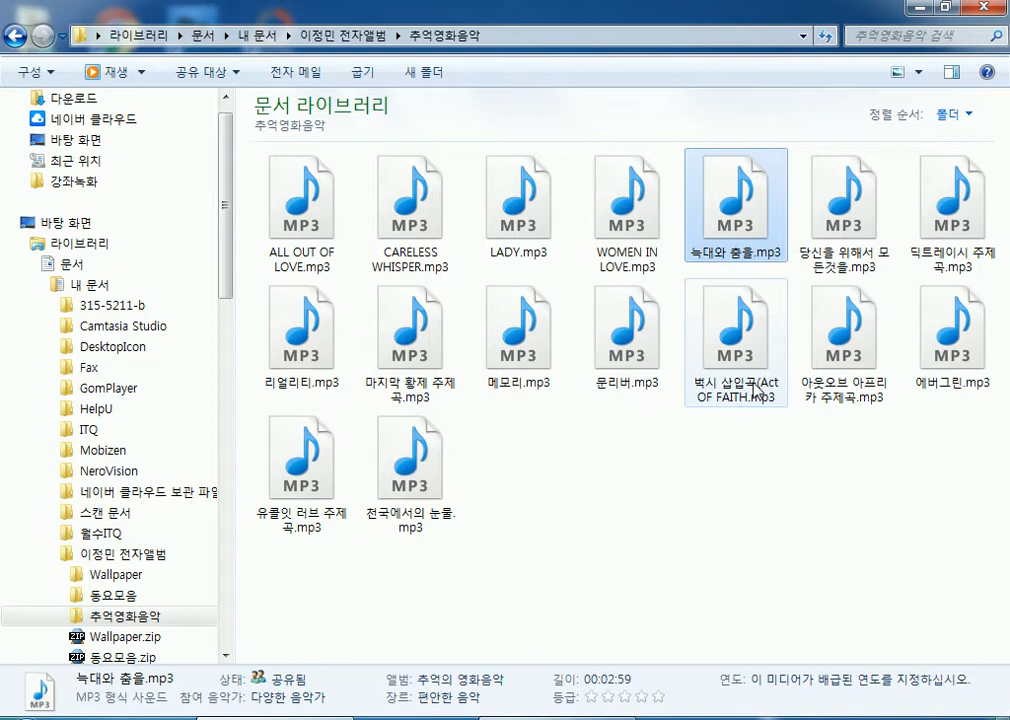 라이브러리 ▸ 문서 ▸ 내 문서 ▸ 이정민 전자앨범 ▸ 추억영화음악
추억영화음악 검색
구성 재생 공유 대상 전자 메일 굽기 새 폴더
다운로드
네이버 클라우드
바탕 화면
최근 위치
강좌녹화
바탕 화면
라이브러리
문서
내 문서
315-5211-b
Camtasia Studio
DesktopIcon
Fax
GomPlayer
HelpU
ITQ
Mobizen
NeroVision
네이버 클라우드 보관 파일
스캔 문서
월수ITQ
이정민 전자앨범
Wallpaper
동요모음
추억영화음악
Wallpaper.zip
동요모음.zip
문서 라이브러리
추억영화음악
정렬 순서: 폴더
MP3 MP3 MP3 MP3 MP3 MP3 MP3
ALL OUT OF
LOVE.mp3
CARELESS
WHISPER.mp3
LADY.mp3
WOMEN IN
LOVE.mp3
늑대와 춤을.mp3
당신을 위해서 모
든것을.mp3
딕트레이시 주제
곡.mp3
MP3 MP3 MP3 MP3 MP3 MP3 MP3
리얼리티.mp3
마지막 황제 주제
곡.mp3
메모리.mp3
문리버.mp3
벅시 삽입곡(Act
OF FAITH.mp3
아웃오브 아프리
카 주제곡.mp3
에버그린.mp3
MP3 MP3
유콜잇 러브 주제
곡.mp3
천국에서의 눈물.
mp3
MP3
늑대와 춤을.mp3 상태: 공유됨 앨범: 추억의 영화음악 길이: 00:02:59 연도: 이 미디어가 배급된 연도를 지정하십시오.
MP3 형식 사운드 참여 음악가: 다양한 음악가 장르: 편안한 음악 등급: